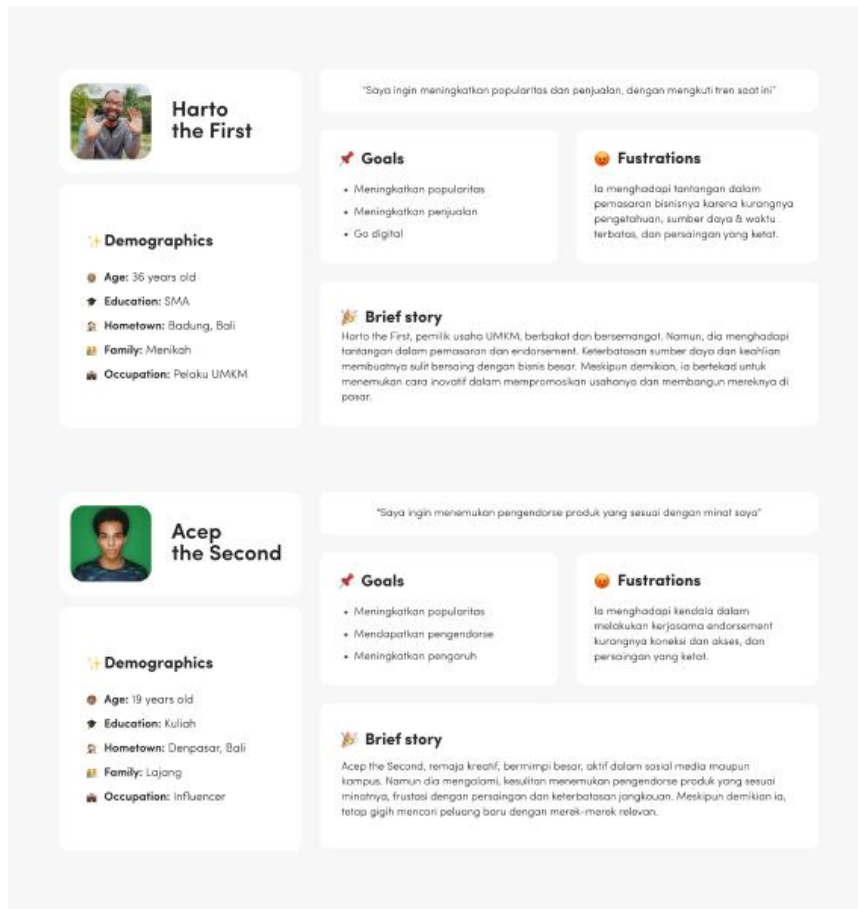 Harto
the First
"Saya ingin meningkatkan popularitas dan penjualan, dengan mengkuti tren saat ini"
Goals
• Meningkatkan popularitas
• Meningkatkan penjualan
• Go digital
Fustrations
Ia menghadapi tantangan dalam
pemasaran bisnisnya karena kurangnya
pengetahuan, sumber daya & waktu
terbatas, dan persaingan yang ketat.
Demographics
Age: 36 years old
Education: SMA
Hometown: Badung, Bali
Family: Menikah
Occupation: Pelaku UMKM
Brief story
Harto the First, pemilik usaha UMKM, berbakat dan bersemangat. Namun, dia menghadapi
tantangan dalam pemasaran dan endorsement. Keterbatasan sumber daya dan keahlian
membuatnya sulit bersaing dengan bisnis besar. Meskipun demikian, ia bertekad untuk
menemukan cara inovatif dalam mempromosikan usahanya dan membangun mereknya di
pasar.
Acep
the Second
"Saya ingin menemukan pengendorse produk yang sesuai dengan minat saya"
Goals
• Meningkatkan popularitas
• Mendapatkan pengendorse
• Meningkatkan pengaruh
Fustrations
Ia menghadapi kendala dalam
melakukan kerjasama endorsement
kurangnya koneksi dan akses, dan
persaingan yang ketat.
Demographics
Age: 19 years old
Education: Kuliah
Hometown: Denpasar, Bali
Family: Lajang
Occupation: Influencer
Brief story
Acep the Second, remaja kreatif, bermimpi besar, aktif dalam sosial media maupun
kampus. Namun dia mengalami, kesulitan menemukan pengendorse produk yang sesuai
minatnya, frustasi dengan persaingan dan keterbatasan jangkauan. Meskipun demikian ia,
tetap gigih mencari peluang baru dengan merek-merek relevan.